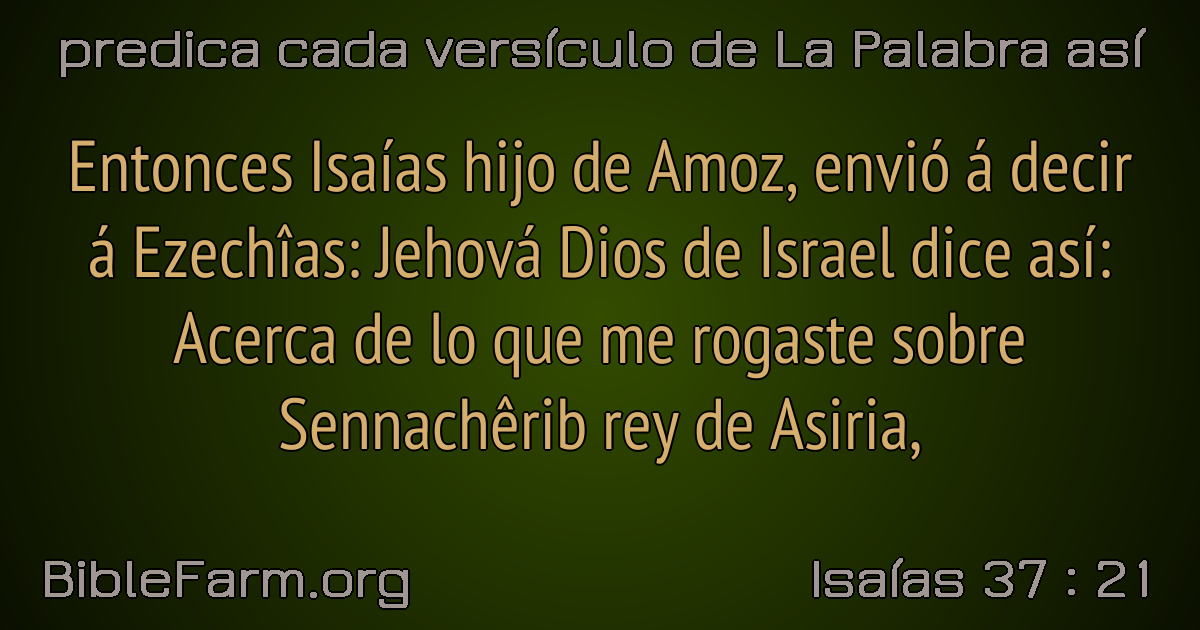 predica cada versículo de La Palabra así
Entonces Isaías hijo de Amoz, envió á decir
á Ezechîas: Jehová Dios de Israel dice así:
Acerca de lo que me rogaste sobre
Sennachêrib rey de Asiria,
BibleFarm.org
Isaías 37 : 21